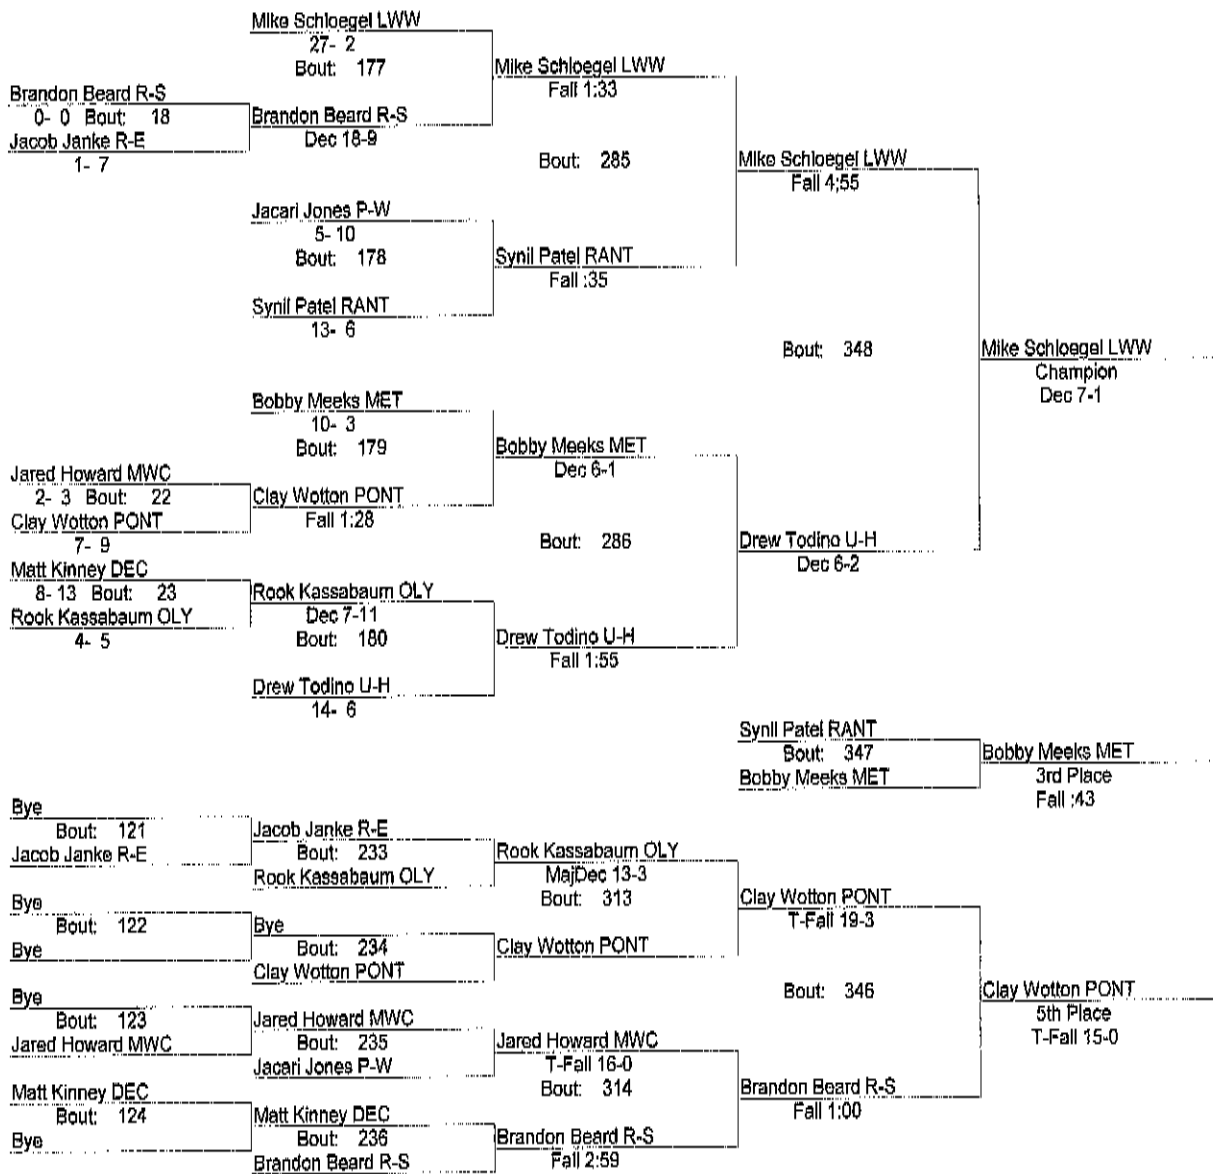 Mike Schloegel LWW
27- 2
Bout: 177
Mike Schloegel LWW
Fall 1:33
Brandon Beard R-S
0- 0 Bout: 18
Brandon Beard R-S
Dec 18-9
Jacob Janke R-E
1- 7
Bout: 285
Mike Schloegel LWW
Fall 4:55
Jacari Jones P-W
5- 10
Bout: 178
Synil Patel RANT
Fall :35
Synil Patel RANT
13- 6
Bout: 348
Mike Schloegel LWW
Champion
Dec 7-1
Bobby Meeks MET
10- 3
Bout: 179
Bobby Meeks MET
Dec 6-1
Jared Howard MWC
2- 3 Bout: 22
Clay Wotton PONT
Fall 1:28
Clay Wotton PONT
7- 9
Bout: 286
Drew Todino U-H
Dec 6-2
Matt Kinney DEC
8- 13 Bout: 23
Rook Kassabaum OLY
Dec 7-11
Rook Kassabaum OLY
4- 5
Bout: 180
Drew Todino U-H
Fall 1:55
Drew Todino U-H
14- 6
Synil Patel RANT
Bout: 347
Bobby Meeks MET
Bobby Meeks MET
3rd Place
Fall :43
Bye
Bout: 121
Jacob Janke R-E
Jacob Janke R-E
Bout: 233
Rook Kassabaum OLY
Rook Kassabaum OLY
MajDec 13-3
Bout: 313
Clay Wotton PONT
T-Fall 19-3
Bye
Bout: 122
Bye
Bye
Bout: 234
Clay Wotton PONT
Clay Wotton PONT
Bout: 346
Clay Wotton PONT
5th Place
T-Fall 15-0
Bye
Bout: 123
Jared Howard MWC
Jared Howard MWC
Bout: 235
Jacari Jones P-W
Jared Howard MWC
T-Fall 16-0
Bout: 314
Brandon Beard R-S
Fall 1:00
Matt Kinney DEC
Bout: 124
Bye
Matt Kinney DEC
Bout: 236
Brandon Beard R-S
Brandon Beard R-S
Fall 2:59